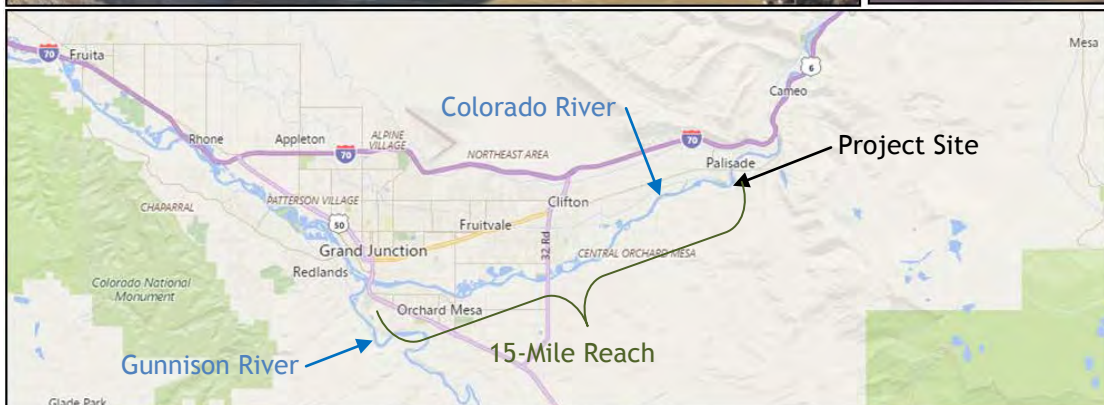 70
Fruita
6
Mesa
Cameo
Colorado River
Rhone
Appleton
ALPINE
VILLAGE
70
NORTHEAST AREA
70
Palisade
Project Site
CHAPARRAL
PATTERSON VILLAGE
50
Clifton
Fruitvale
32 Rd
CENTRAL ORCHARD MESA
Grand Junction
Redlands
Colorado National
Monument
Orchard Mesa
15-Mile Reach
Gunnison River
Glade Park